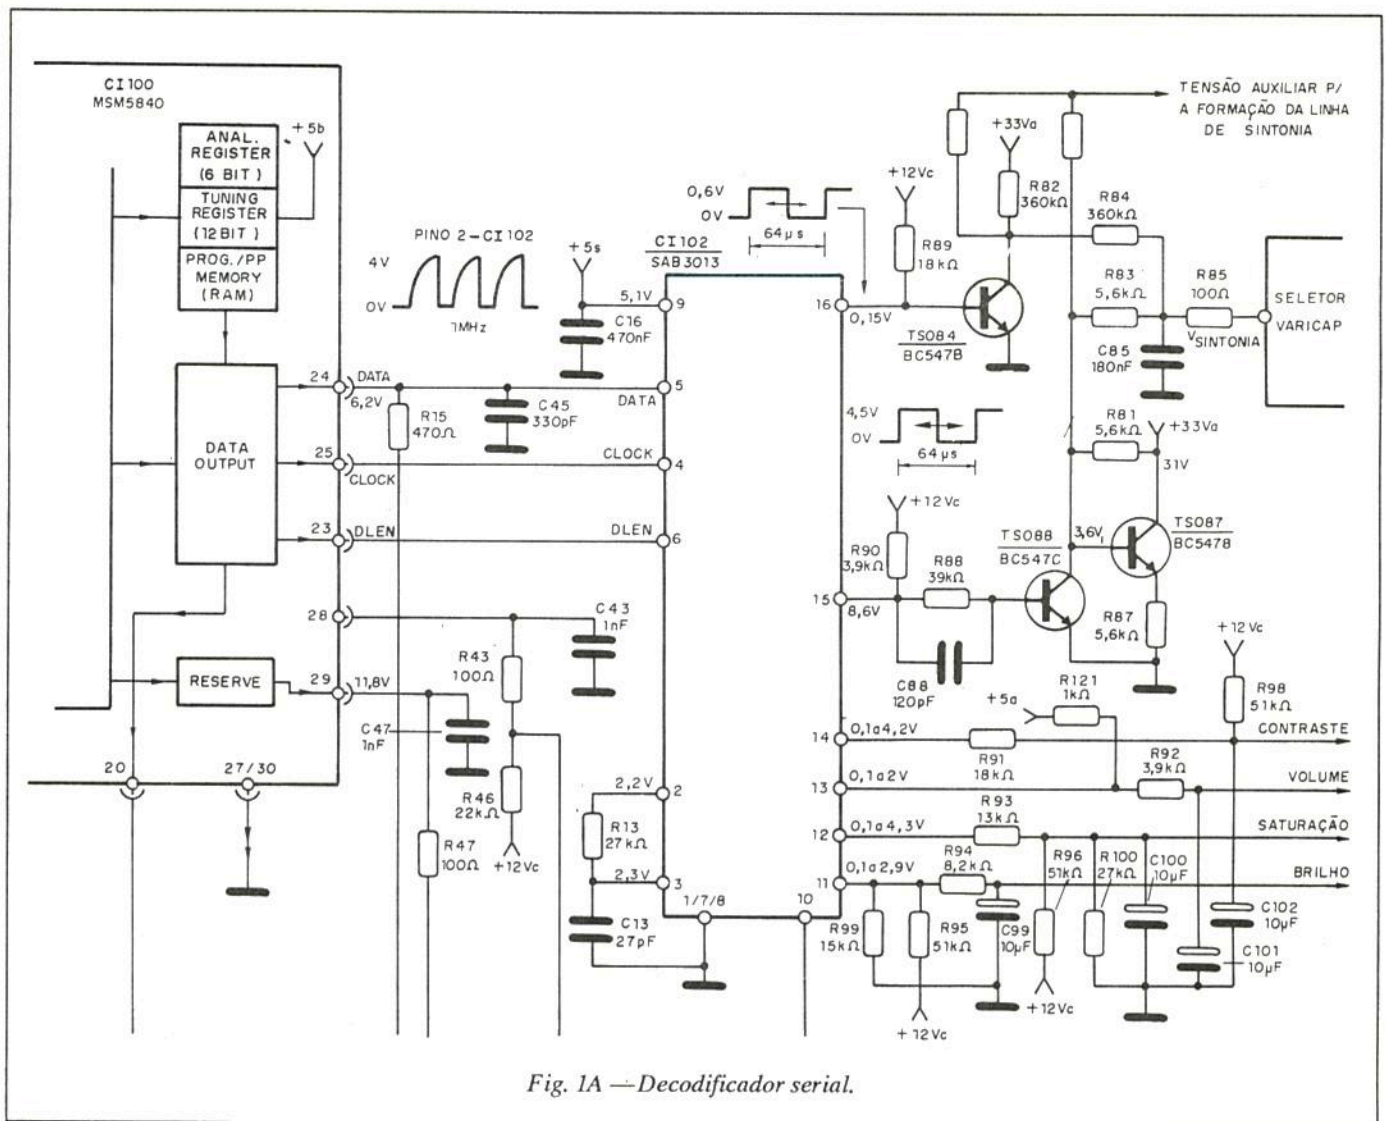 CI100
MSM5840
ANAL.
REGISTER
(6 BIT)
TUNING
REGISTER
(12BIT)
PROG./PP
MEMORY
(RAM)
+5b
DATA
OUTPUT
RESERVE
24
DATA
6,2V
25
CLOCK
23
DLEN
28
29
11,8V
20
27/30
PINO 2-CI102
4V
0V
1MHz
R15
470Ω
C45
330pF
+5s
5,1V
C16
470nF
C43
1nF
R43
100Ω
C47
1nF
R46
22kΩ
+12Vc
R47
100Ω
CI102
SAB3013
9
5
DATA
4
CLOCK
6
DLEN
2
2,2V
R13
27kΩ
3
2,3V
C13
27pF
1/7/8
10
0,6V
0V
64µs
16
0,15V
+12Vc
R89
18kΩ
TS084
BC547B
+33Va
R82
360kΩ
TENSÃO AUXILIAR P/
A FORMAÇÃO DA LINHA
DE SINTONIA
R84
360kΩ
R83
5,6kΩ
R85
100Ω
VSINTONIA
C85
180nF
SELETOR
VARICAP
4,5V
0V
64µs
R81
5,6kΩ
+33Va
31V
+12Vc
R90
3,9kΩ
R88
39kΩ
15
8,6V
C88
120pF
TS088
BC547C
3,6V
TS087
BC547B
R87
5,6kΩ
+12Vc
R98
51kΩ
R121
1kΩ
+5a
14
0,1a4,2V
R91
18kΩ
CONTRASTE
13
0,1a2V
R92
3,9kΩ
VOLUME
12
0,1a4,3V
R93
13kΩ
SATURAÇÃO
11
0,1a2,9V
R94
8,2kΩ
BRILHO
R99
15kΩ
R95
51kΩ
+12Vc
C99
10µF
R96
51kΩ
+12Vc
R100
27kΩ
C100
10µF
C102
10µF
C101
10µF
Fig. 1A —Decodificador serial.